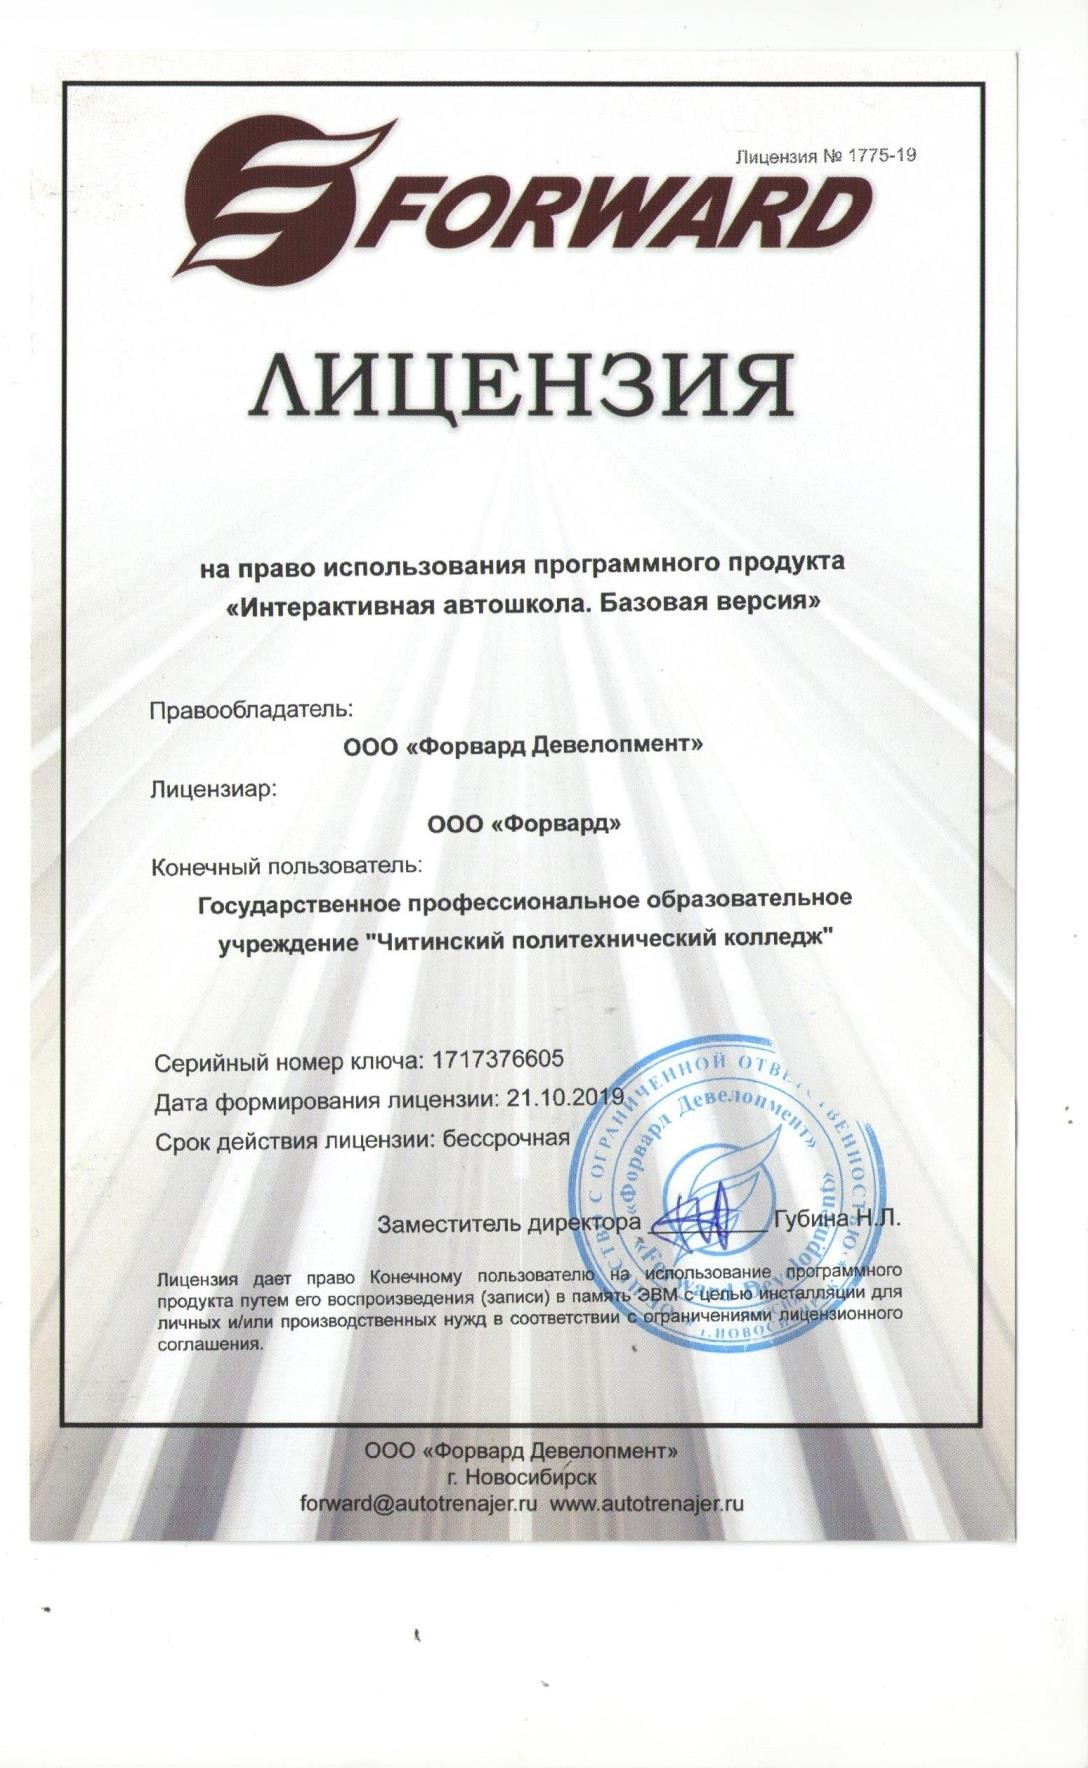 Лицензия № 1775-19
FORWARD
ЛИЦЕНЗИЯ
на право использования программного продукта
«Интерактивная автошкола. Базовая версия»
Правообладатель:
ООО «Форвард Девелопмент»
Лицензиар:
ООО «Форвард»
Конечный пользователь:
Государственное профессиональное образовательное
учреждение "Читинский политехнический колледж"
Серийный номер ключа: 1717376605
Дата формирования лицензии: 21.10.2019
Срок действия лицензии: бессрочная
Заместитель директора Губина Н.Л.
«Форвард Девелопмент»
«Forward Development»
Лицензия дает право Конечному пользователю на использование программного
продукта путем его воспроизведения (записи) в память ЭВМ с целью инсталляции для
личных и/или производственных нужд в соответствии с ограничениями лицензионного
соглашения.
ООО «Форвард Девелопмент»
г. Новосибирск
forward@autotrenajer.ru www.autotrenajer.ru